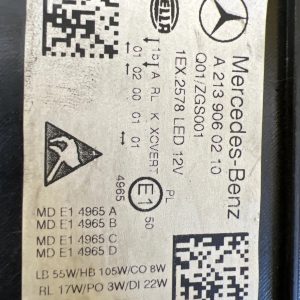 HELLA
Mercedes-Benz
A 213 906 02 10
Q01/ZGS001
1EX 2578 LED 12V
1b1 A RL K XCVERT PL
01 02 00 01 01
E1 50
4965
MD E1 4965 A
MD E1 4965 B
MD E1 4965 C
MD E1 4965 D
LB 55W/HB 105W/CO 8W
RL 17W/PO 3W/DI 22W